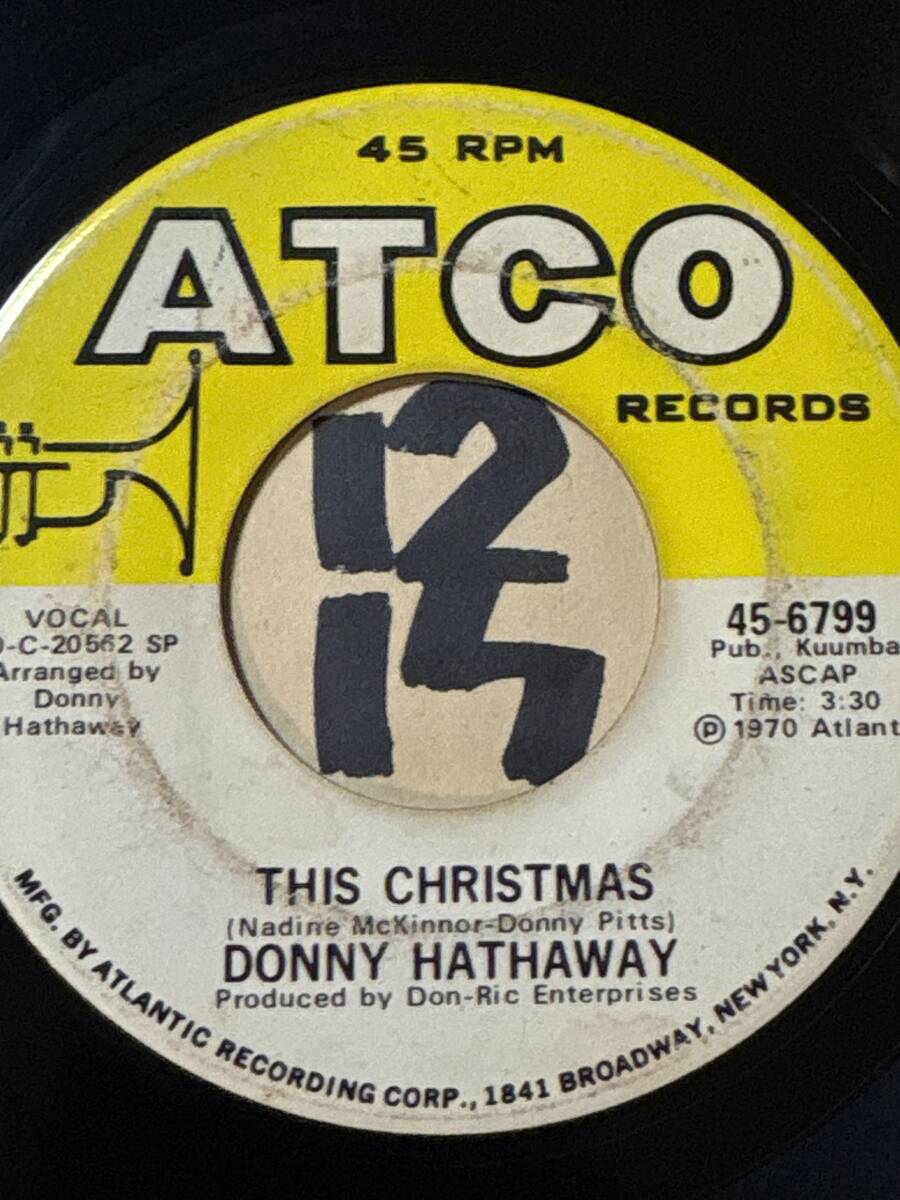 45 RPM
ATCO
RECORDS
VOCAL
-C-20562 SP
Arranged by
Donny
Hathaway
45-6799
Pub., Kuumba
ASCAP
Time: 3:30
Ⓟ 1970 Atlant
THIS CHRISTMAS
(Nadine McKinnor-Donny Pitts)
DONNY HATHAWAY
Produced by Don-Ric Enterprises
MFG. BY ATLANTIC RECORDING CORP., 1841 BROADWAY, NEW YORK, N.Y.